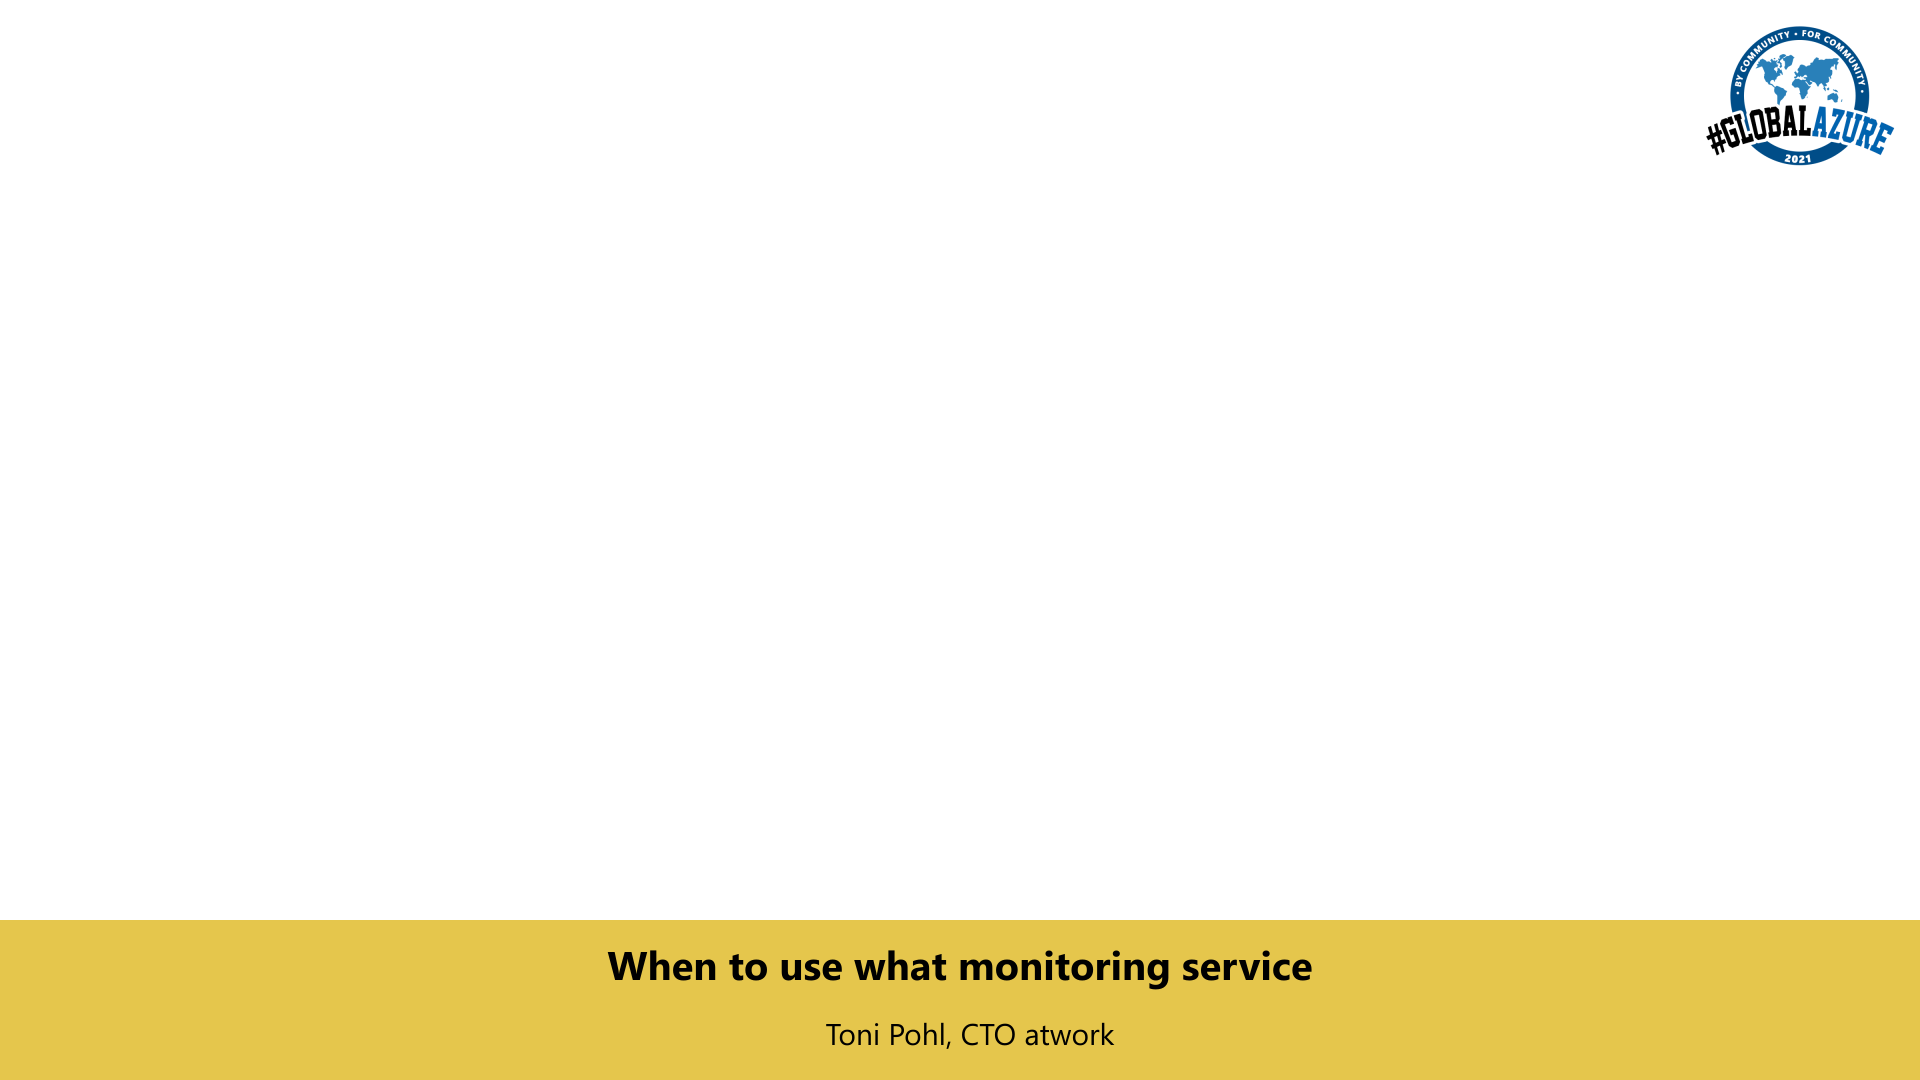 • BY COMMUNITY • FOR COMMUNITY •
#GLOBALAZURE
2021
When to use what monitoring service
Toni Pohl, CTO atwork